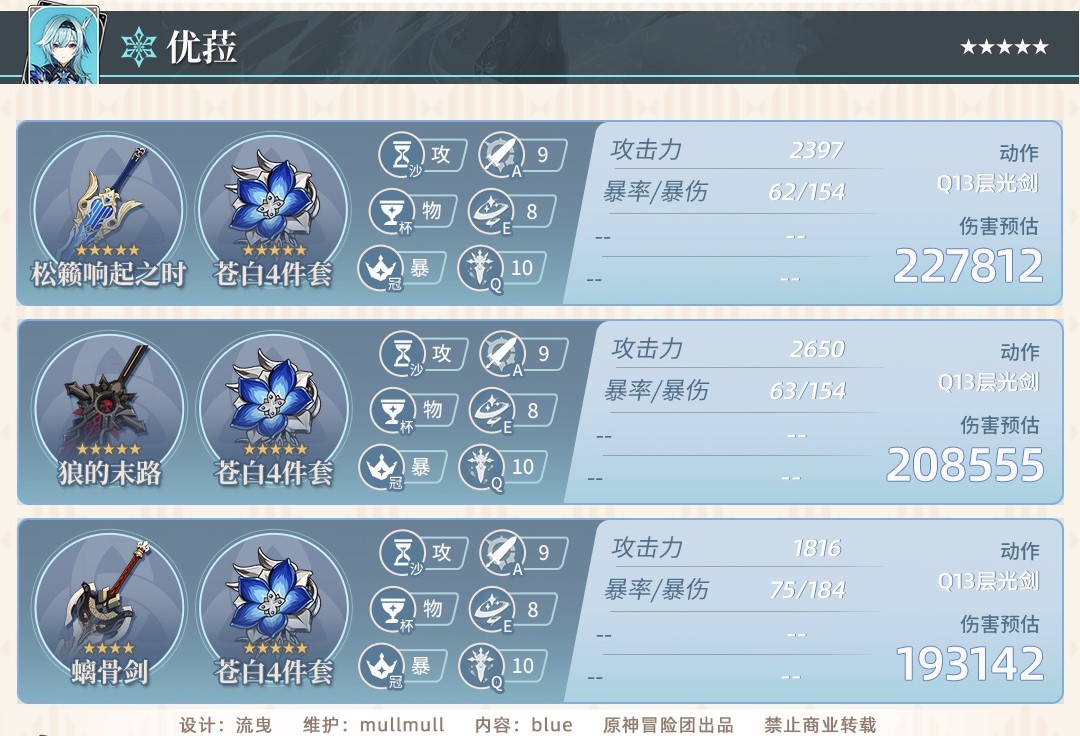 优菈
★★★★★
攻 9
物 8
暴 10
沙 A
杯 E
冠 Q
★★★★★
松籁响起之时
★★★★★
苍白4件套
攻击力 2397
暴率/暴伤 62/154
-- --
-- --
动作
Q13层光剑
伤害预估
227812
攻 9
物 8
暴 10
沙 A
杯 E
冠 Q
★★★★★
狼的末路
★★★★★
苍白4件套
攻击力 2650
暴率/暴伤 63/154
-- --
-- --
动作
Q13层光剑
伤害预估
208555
攻 9
物 8
暴 10
沙 A
杯 E
冠 Q
★★★★
螭骨剑
★★★★★
苍白4件套
攻击力 1816
暴率/暴伤 75/184
-- --
-- --
动作
Q13层光剑
伤害预估
193142
设计：流曳 维护：mullmull 内容：blue 原神冒险团出品 禁止商业转载